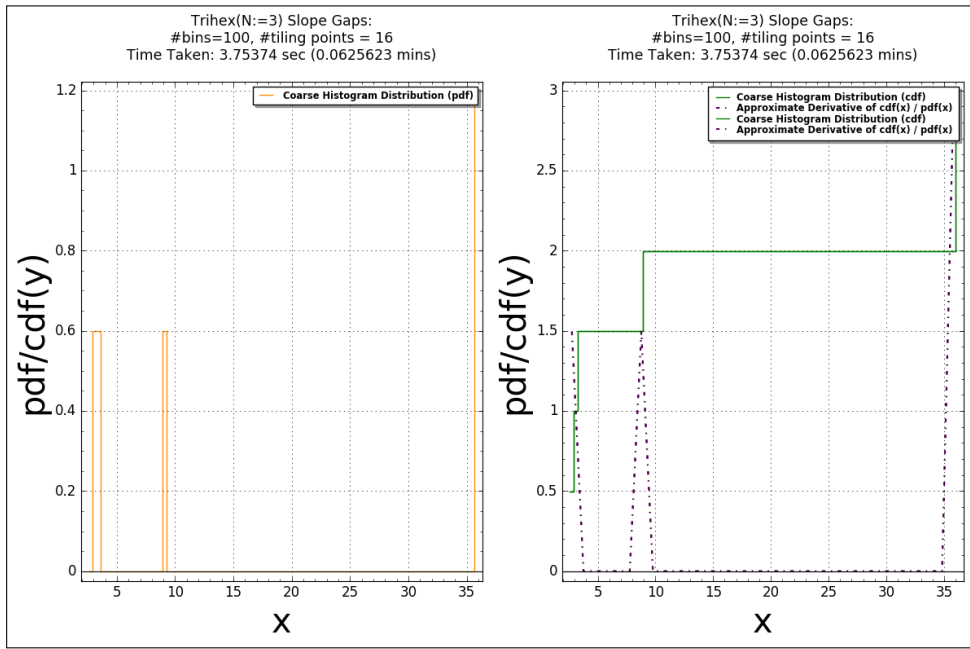 Trihex(N:=3) Slope Gaps:
#bins=100, #tiling points = 16
Time Taken: 3.75374 sec (0.0625623 mins)
Coarse Histogram Distribution (pdf)
1.2
1
0.8
0.6
0.4
0.2
0
pdf/cdf(y)
5
10
15
20
25
30
35
x
Trihex(N:=3) Slope Gaps:
#bins=100, #tiling points = 16
Time Taken: 3.75374 sec (0.0625623 mins)
Coarse Histogram Distribution (cdf)
Approximate Derivative of cdf(x) / pdf(x)
Coarse Histogram Distribution (cdf)
Approximate Derivative of cdf(x) / pdf(x)
3
2.5
2
1.5
1
0.5
0
pdf/cdf(y)
5
10
15
20
25
30
35
x